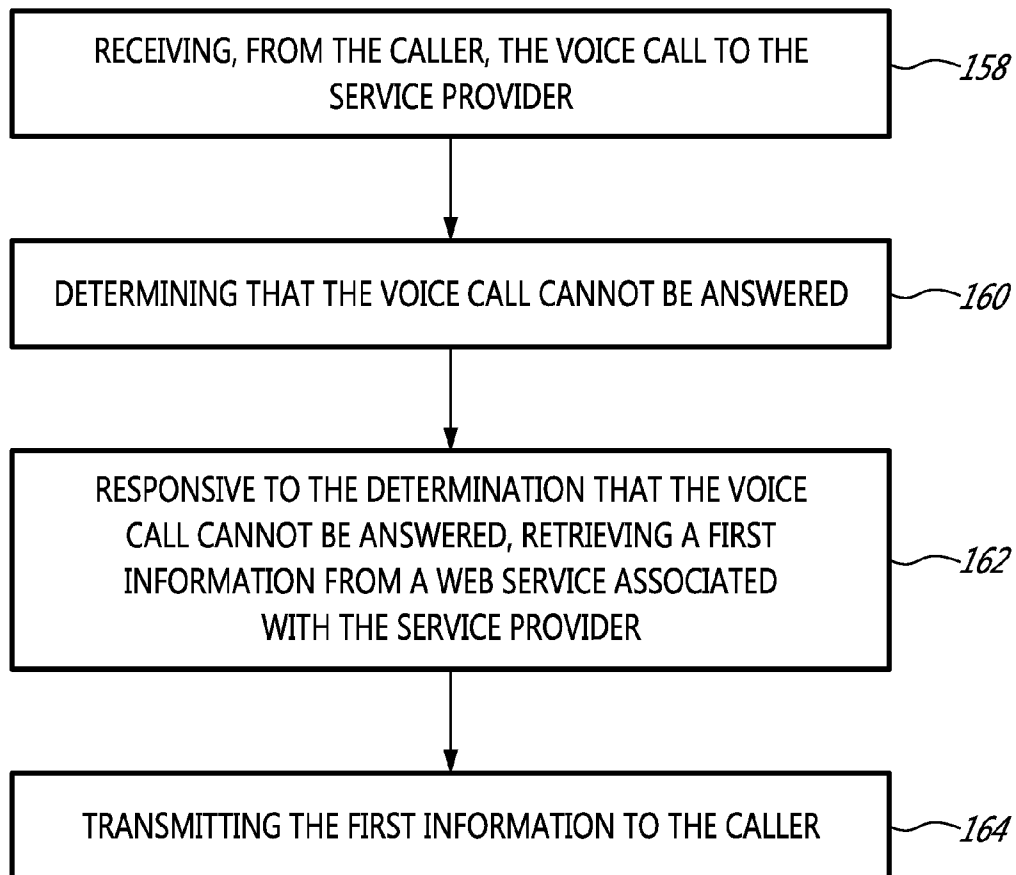 RECEIVING, FROM THE CALLER, THE VOICE CALL TO THE
SERVICE PROVIDER
158
DETERMINING THAT THE VOICE CALL CANNOT BE ANSWERED
160
RESPONSIVE TO THE DETERMINATION THAT THE VOICE
CALL CANNOT BE ANSWERED, RETRIEVING A FIRST
INFORMATION FROM A WEB SERVICE ASSOCIATED
WITH THE SERVICE PROVIDER
162
TRANSMITTING THE FIRST INFORMATION TO THE CALLER
164